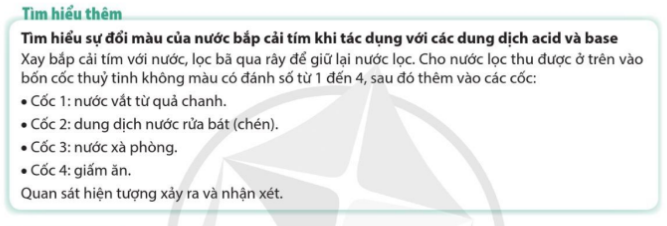 Tìm hiểu thêm
Tìm hiểu sự đổi màu của nước bắp cải tím khi tác dụng với các dung dịch acid và base
Xay bắp cải tím với nước, lọc bã qua rây để giữ lại nước lọc. Cho nước lọc thu được ở trên vào
bốn cốc thuỷ tinh không màu có đánh số từ 1 đến 4, sau đó thêm vào các cốc:
• Cốc 1: nước vắt từ quả chanh.
• Cốc 2: dung dịch nước rửa bát (chén).
• Cốc 3: nước xà phòng.
• Cốc 4: giấm ăn.
Quan sát hiện tượng xảy ra và nhận xét.